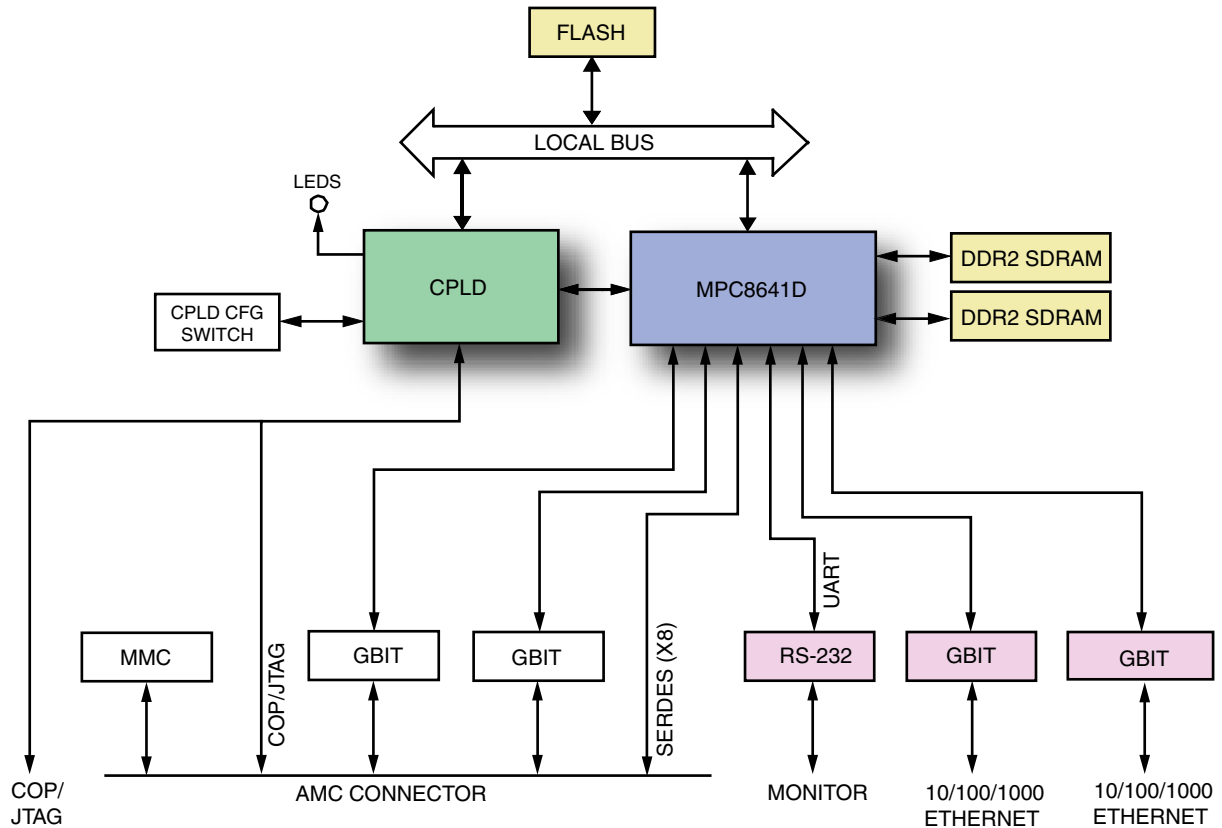 FLASH
LOCAL BUS
LEDS
CPLD
MPC8641D
DDR2 SDRAM
DDR2 SDRAM
CPLD CFG
SWITCH
UART
COP/JTAG
SERDES (X8)
MMC
GBIT
GBIT
RS-232
GBIT
GBIT
COP/
JTAG
AMC CONNECTOR
MONITOR
10/100/1000
ETHERNET
10/100/1000
ETHERNET